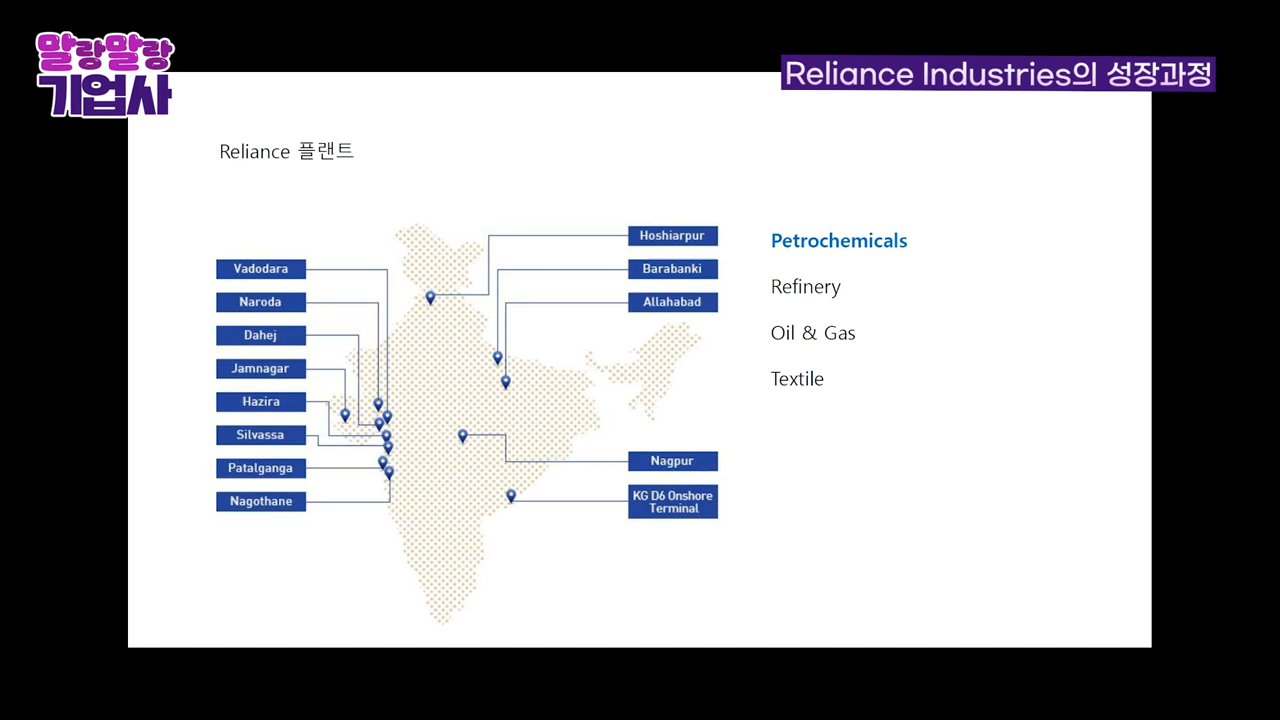 말랑말랑
기업사
Reliance Industries의 성장과정
Reliance 플랜트
Vadodara
Naroda
Dahej
Jamnagar
Hazira
Silvassa
Patalganga
Nagothane
Hoshiarpur
Barabanki
Allahabad
Nagpur
KG D6 Onshore
Terminal
Petrochemicals
Refinery
Oil & Gas
Textile